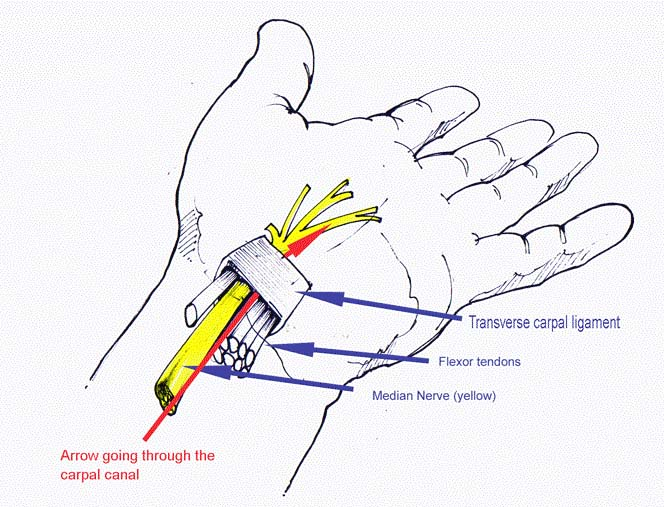 Transverse carpal ligament
Flexor tendons
Median Nerve (yellow)
Arrow going through the
carpal canal